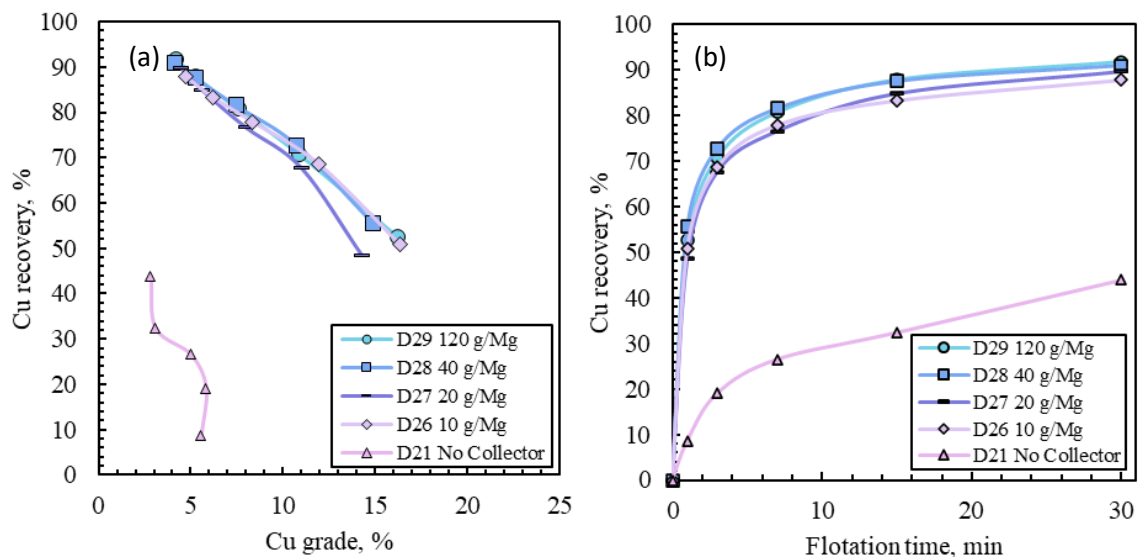 (a)
Cu recovery, %
100
90
80
70
60
50
40
30
20
10
0
D29 120 g/Mg
D28 40 g/Mg
D27 20 g/Mg
D26 10 g/Mg
D21 No Collector
0 5 10 15 20 25
Cu grade, %
(b)
Cu recovery, %
100
90
80
70
60
50
40
30
20
10
0
D29 120 g/Mg
D28 40 g/Mg
D27 20 g/Mg
D26 10 g/Mg
D21 No Collector
0 10 20 30
Flotation time, min